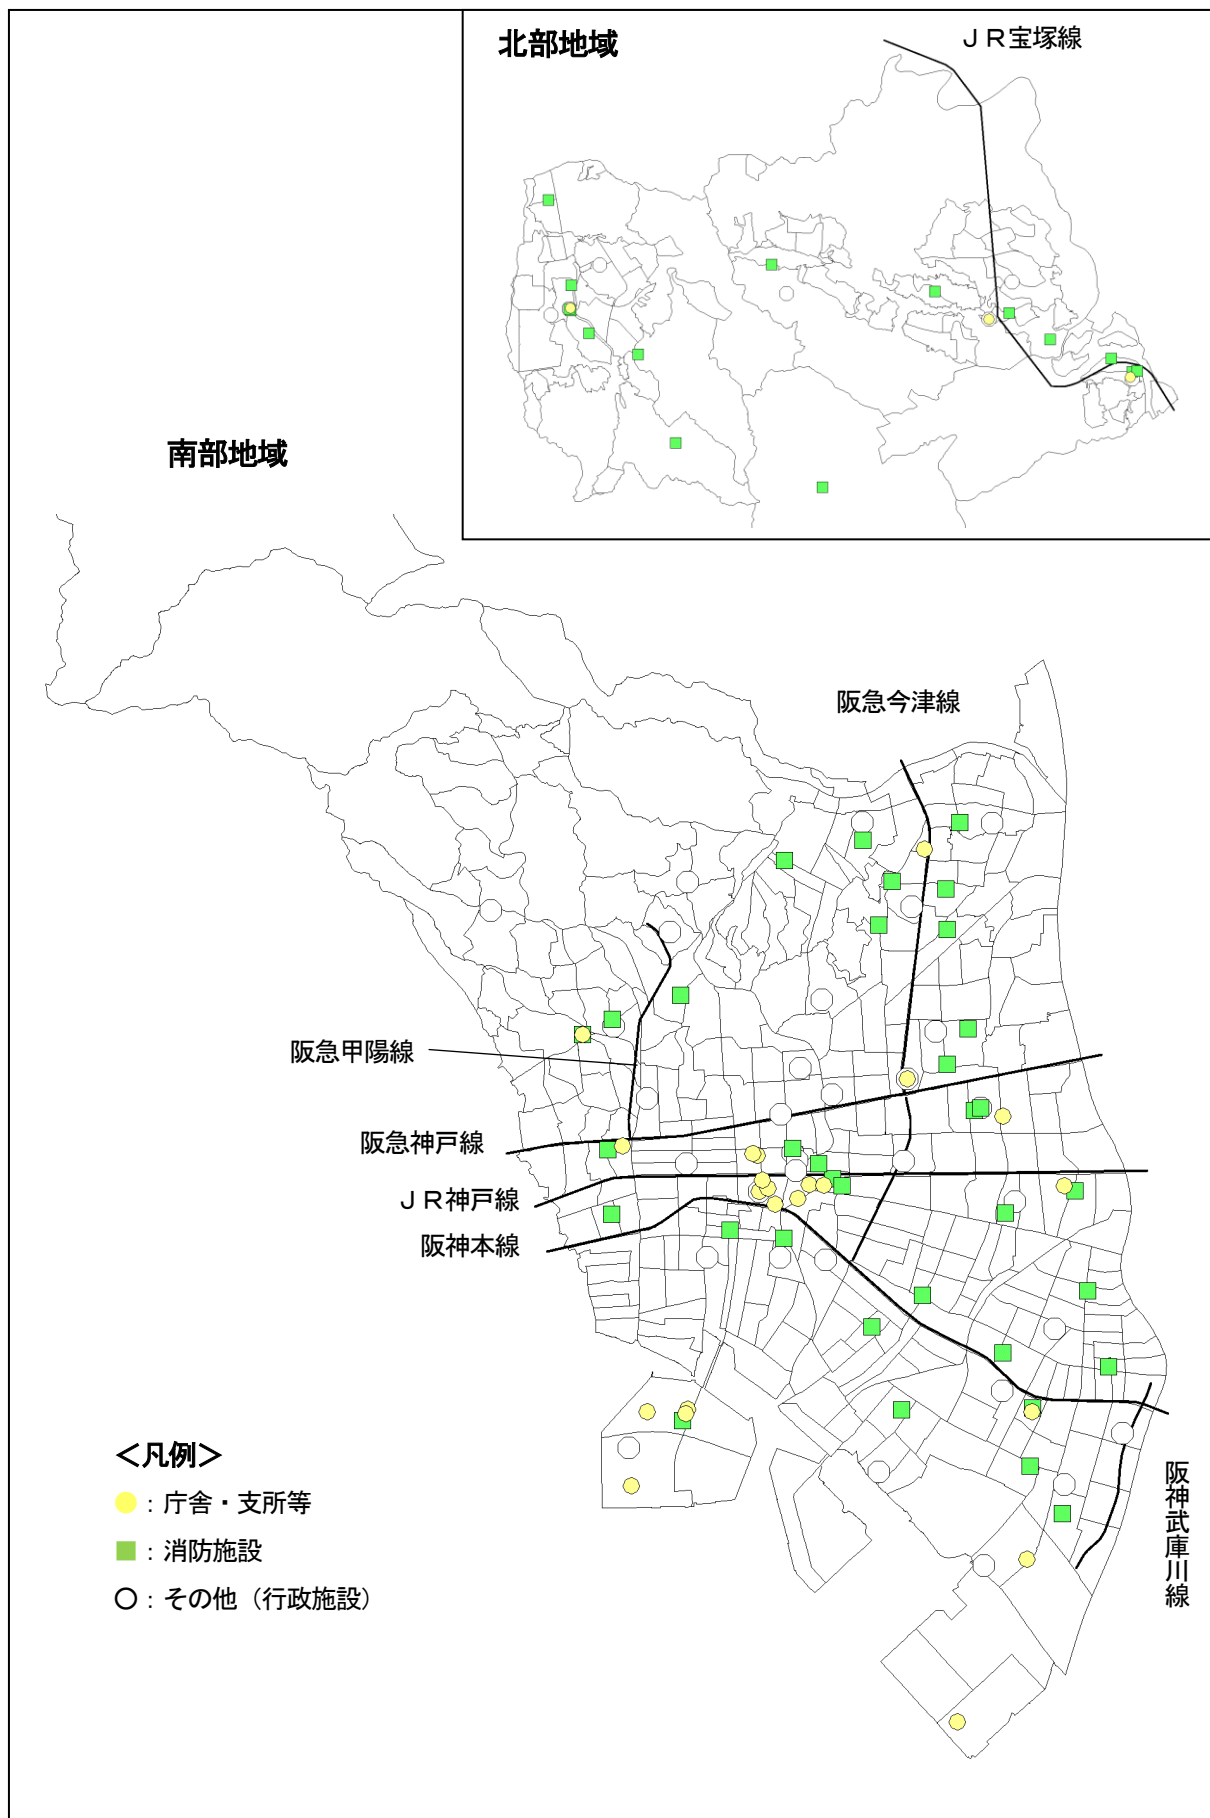 北部地域
ＪＲ宝塚線
南部地域
阪急今津線
阪急甲陽線
阪急神戸線
ＪＲ神戸線
阪神本線
阪神武庫川線
＜凡例＞
：庁舎・支所等
：消防施設
：その他（行政施設）